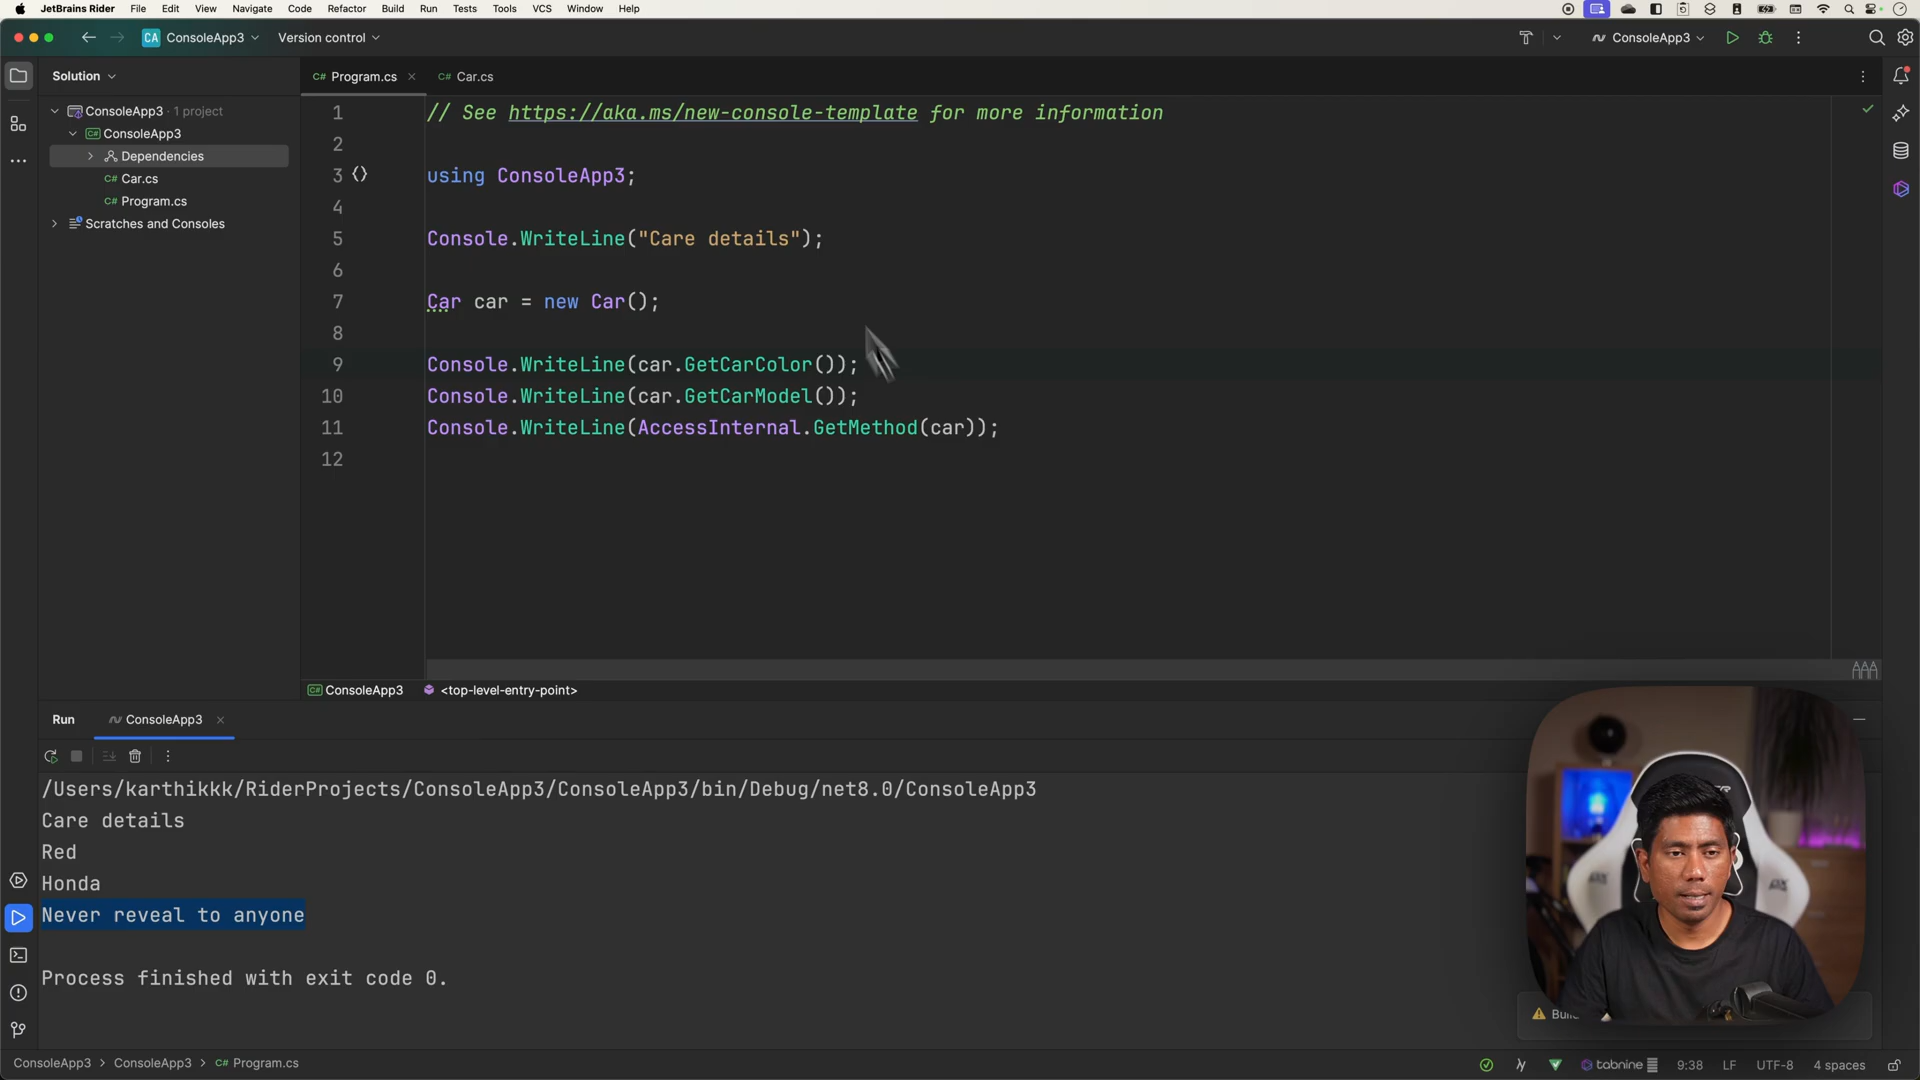 JetBrains Rider File Edit View Navigate Code Refactor Build Run Tests Tools VCS Window Help
CA ConsoleApp3 Version control ConsoleApp3
Solution
C# Program.cs
C# Car.cs
ConsoleApp3 · 1 project
C# ConsoleApp3
Dependencies
C# Car.cs
C# Program.cs
Scratches and Consoles
1 // See https://aka.ms/new-console-template for more information
2
3 using ConsoleApp3;
4
5 Console.WriteLine("Care details");
6
7 Car car = new Car();
8
9 Console.WriteLine(car.GetCarColor());
10 Console.WriteLine(car.GetCarModel());
11 Console.WriteLine(AccessInternal.GetMethod(car));
12
C# ConsoleApp3 <top-level-entry-point>
Run ConsoleApp3
/Users/karthikkk/RiderProjects/ConsoleApp3/ConsoleApp3/bin/Debug/net8.0/ConsoleApp3
Care details
Red
Honda
Never reveal to anyone
Process finished with exit code 0.
ConsoleApp3 > ConsoleApp3 > C# Program.cs
tabnine 9:38 LF UTF-8 4 spaces